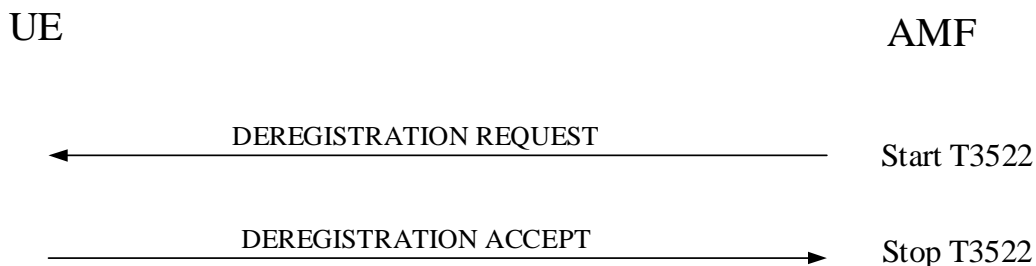 UE
AMF
DEREGISTRATION REQUEST
Start T3522
DEREGISTRATION ACCEPT
Stop T3522